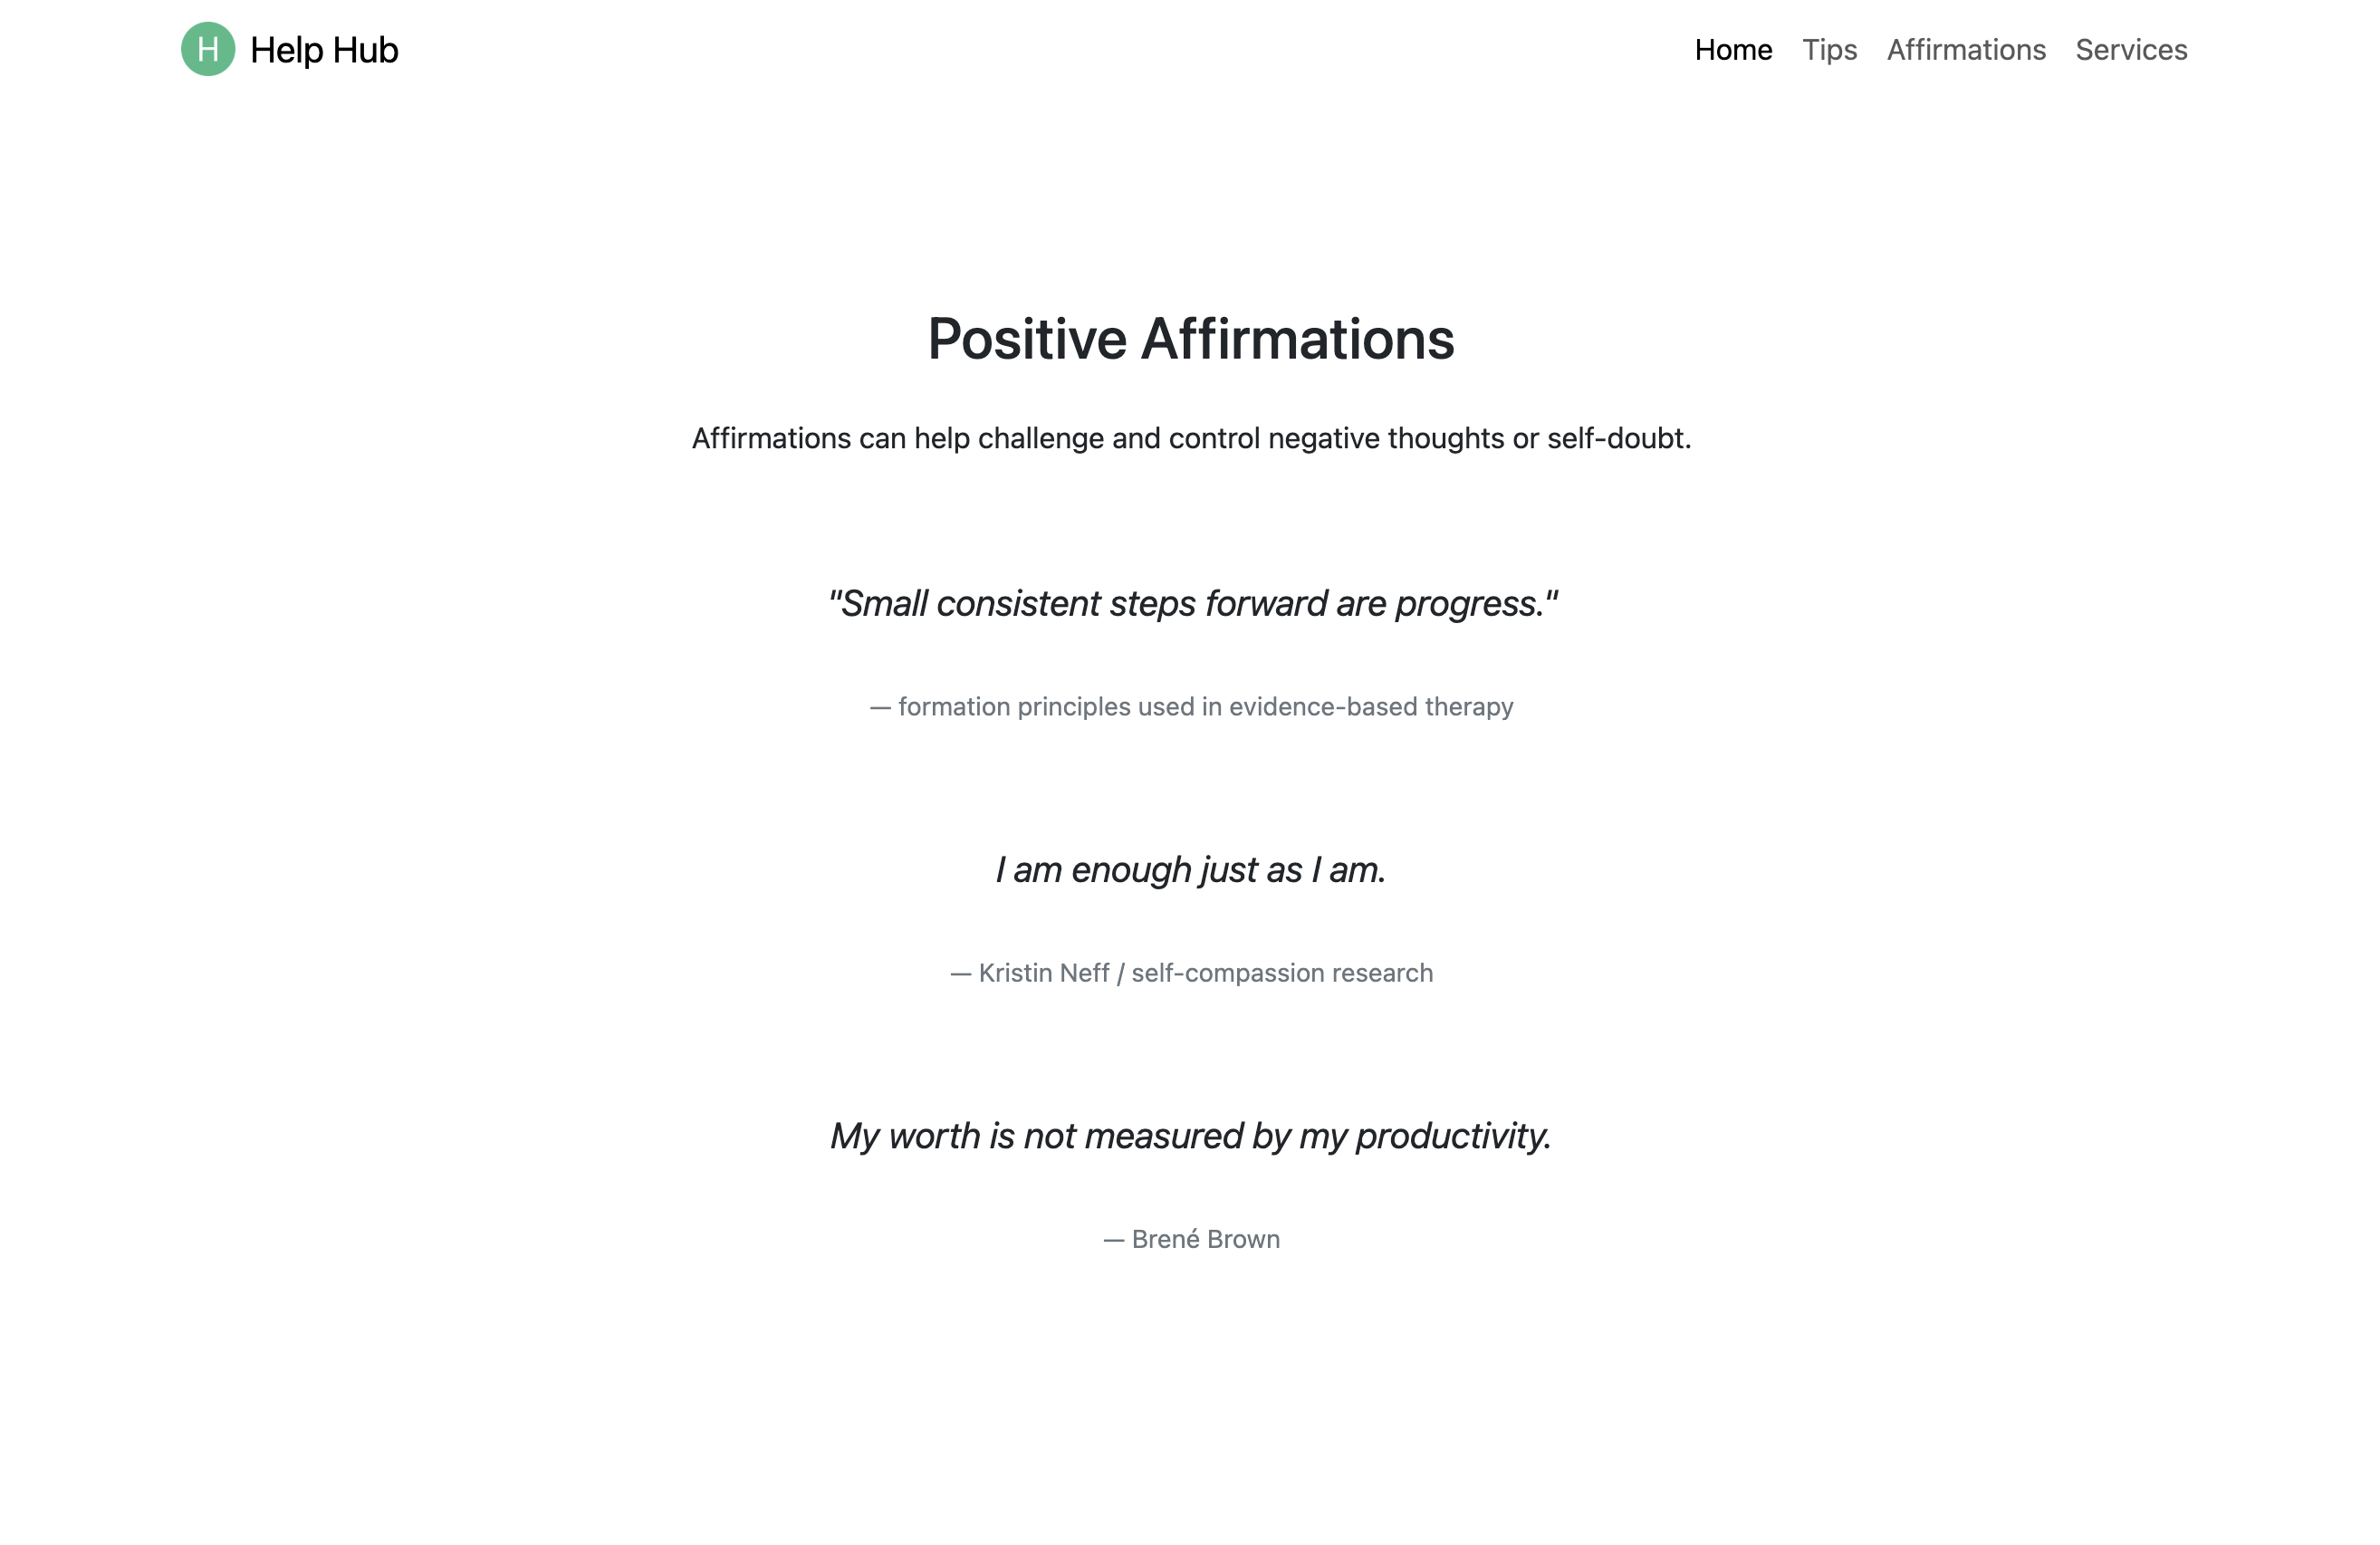 H Help Hub
Home Tips Affirmations Services
Positive Affirmations
Affirmations can help challenge and control negative thoughts or self-doubt.
"Small consistent steps forward are progress."
— formation principles used in evidence-based therapy
I am enough just as I am.
— Kristin Neff / self-compassion research
My worth is not measured by my productivity.
— Brené Brown